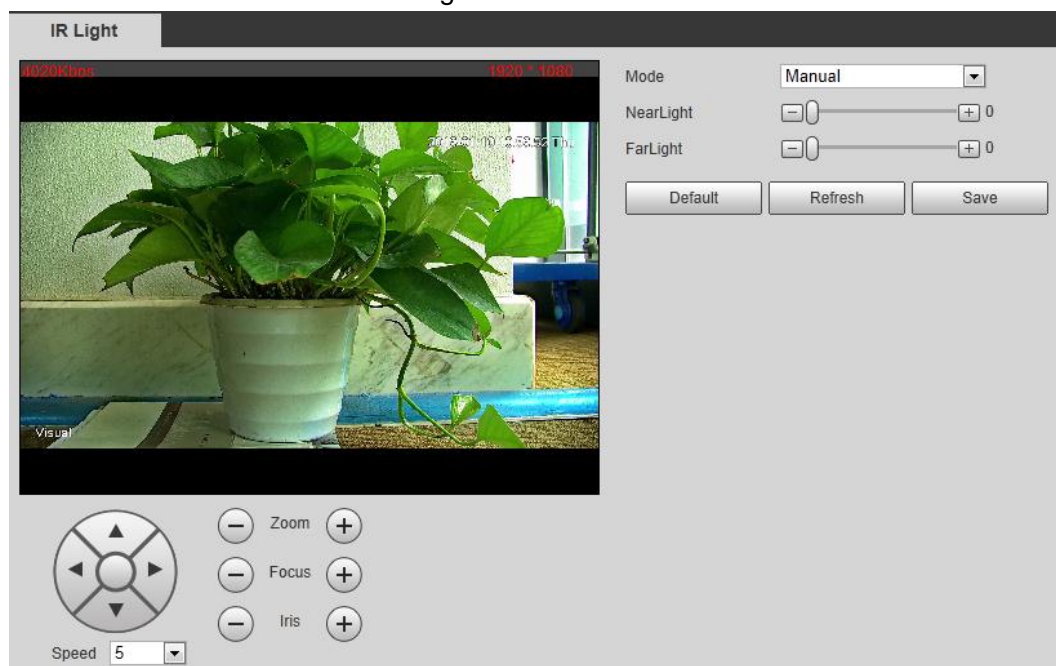 IR Light
4020Kbps 1920 * 1080
Mode Manual
NearLight 0
FarLight 0
Default Refresh Save
Visual
Zoom
Focus
Iris
Speed 5